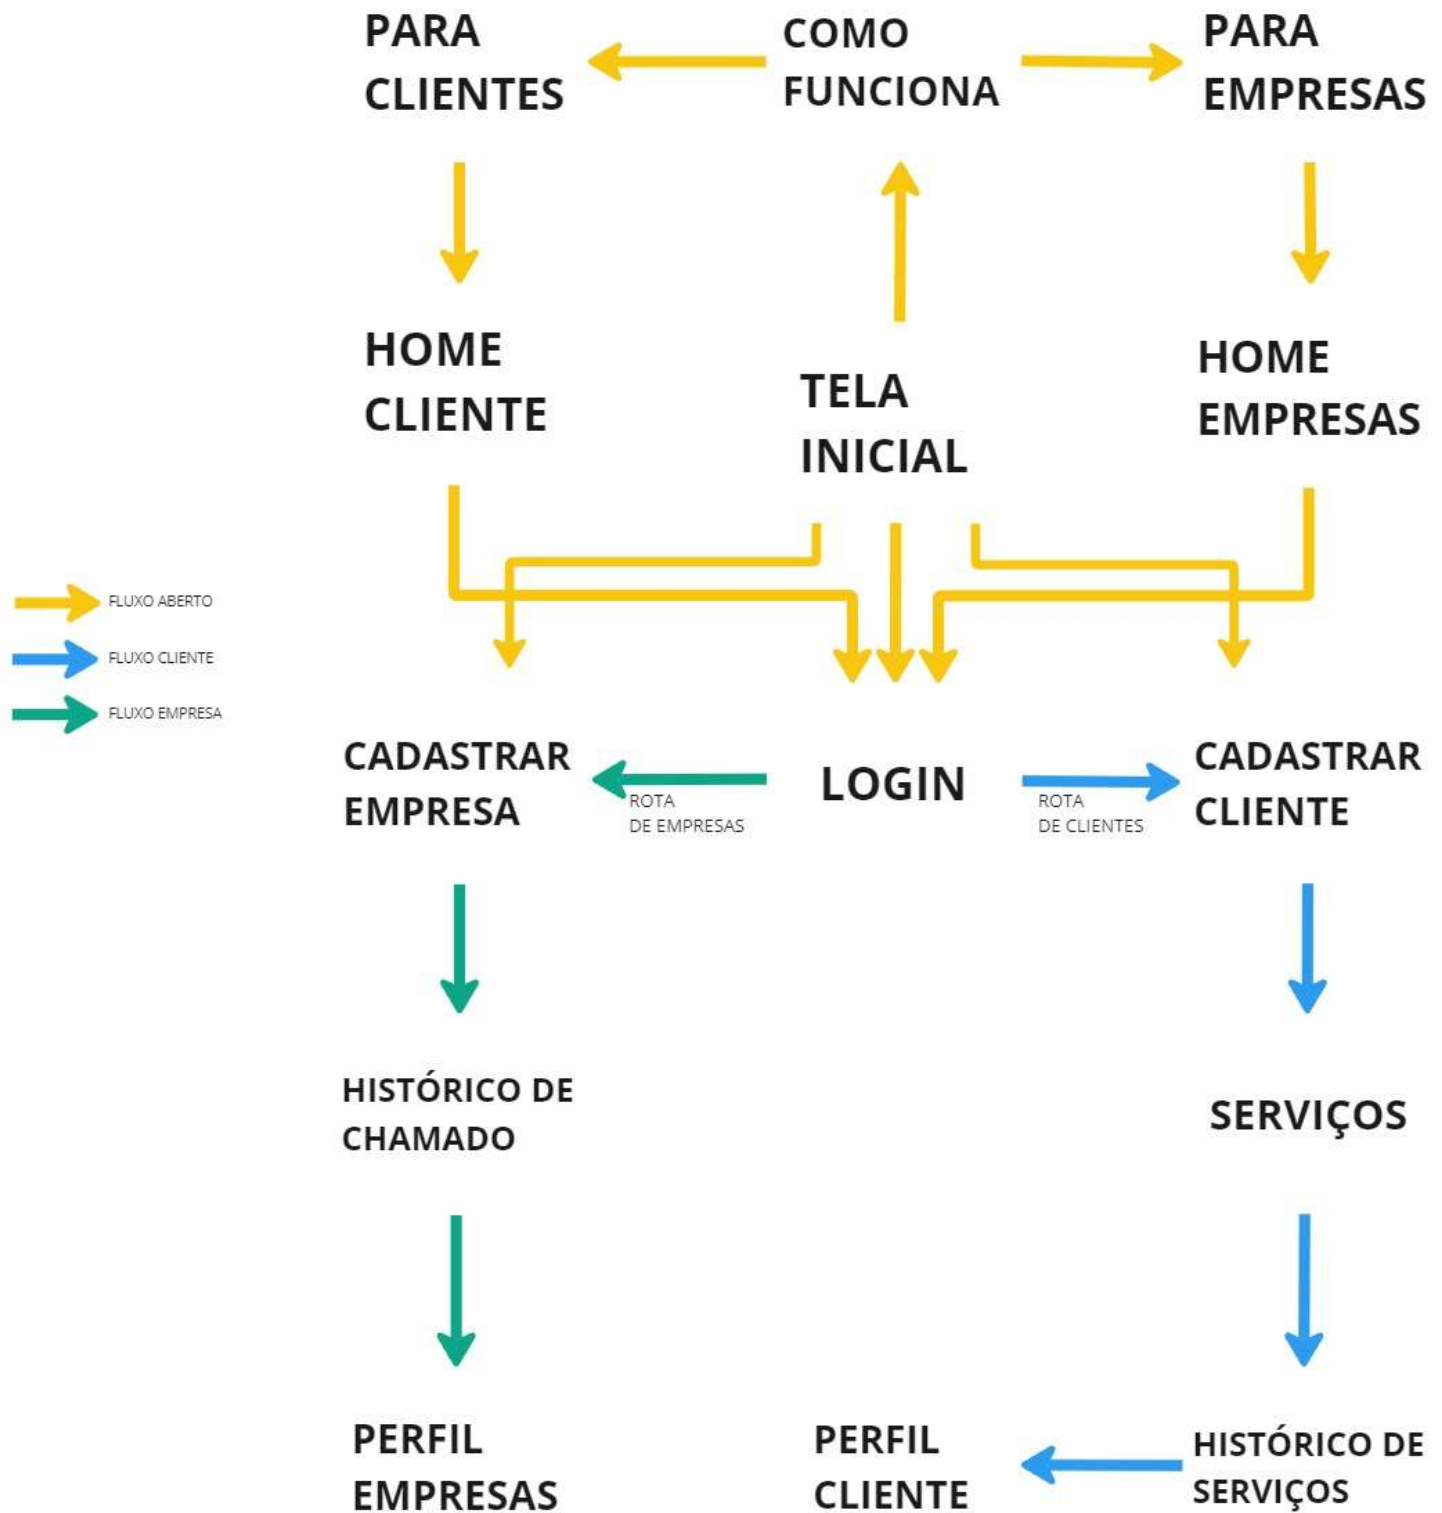 PARA
CLIENTES
COMO
FUNCIONA
PARA
EMPRESAS
HOME
CLIENTE
TELA
INICIAL
HOME
EMPRESAS
FLUXO ABERTO
FLUXO CLIENTE
FLUXO EMPRESA
CADASTRAR
EMPRESA
ROTA
DE EMPRESAS
LOGIN
ROTA
DE CLIENTES
CADASTRAR
CLIENTE
HISTÓRICO DE
CHAMADO
SERVIÇOS
PERFIL
EMPRESAS
PERFIL
CLIENTE
HISTÓRICO DE
SERVIÇOS